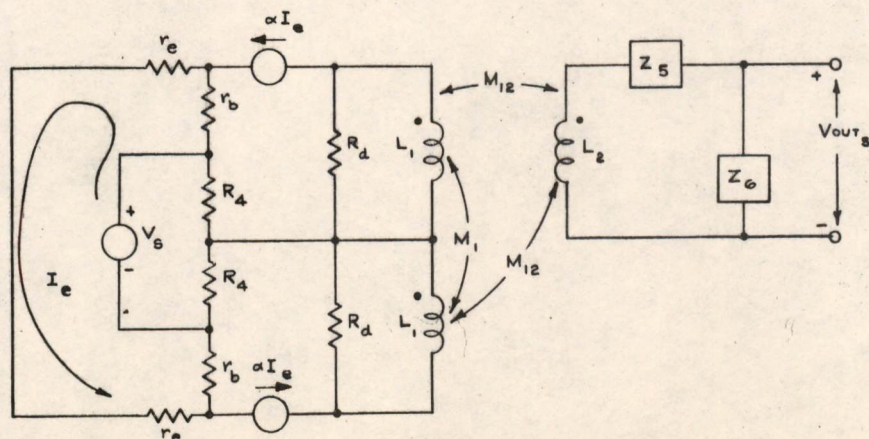 αI_e
r_e
r_b
Z_5
+
M_12
V_OUT_s
L_1
L_2
R_d
R_4
Z_6
+
V_s
-
M_1
-
M_12
I_e
R_4
R_d
L_1
r_b
αI_e
r_e